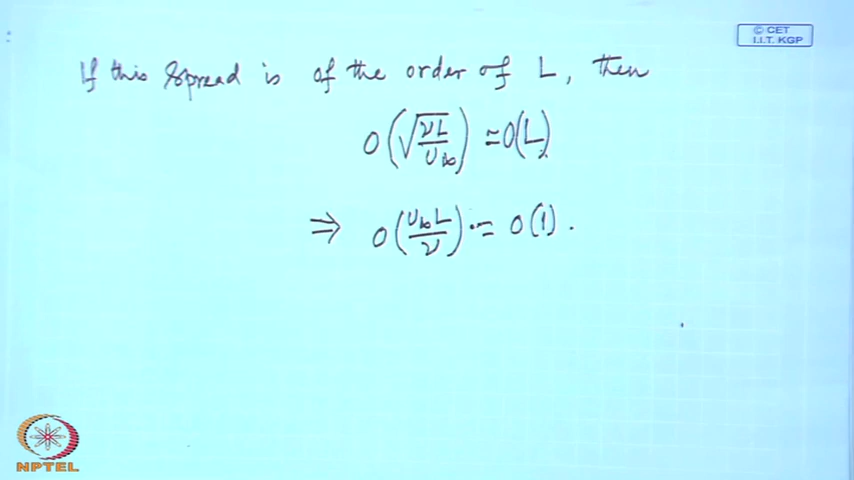 © CET
I.I.T. KGP
If this spread is of the order of L, then
O(√(νL/U∞)) ≈ O(L)
⇒ O(U∞L/ν) ≈ O(1).
NPTEL